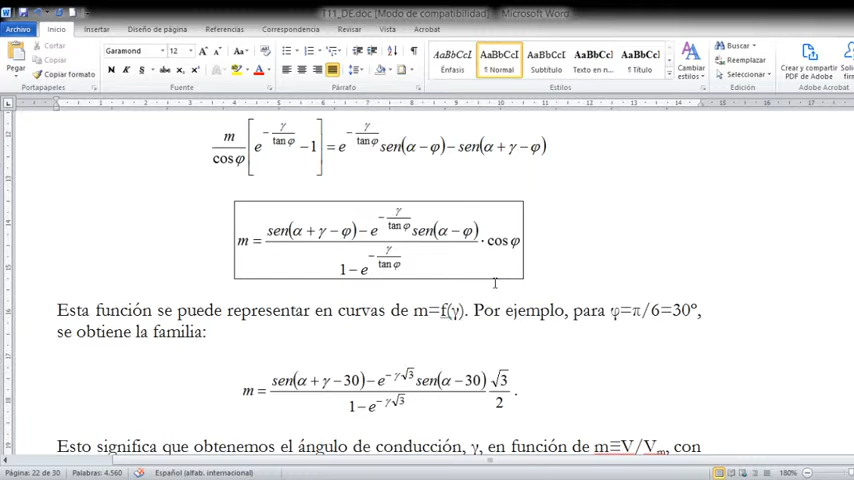 T11_DE.doc [Modo de compatibilidad] - Microsoft Word
Archivo Inicio Insertar Diseño de página Referencias Correspondencia Revisar Vista Acrobat
Cortar
Copiar
Copiar formato
Pegar
Portapapeles
Garamond 12
Fuente
Párrafo
AaBbCcL AaBbCcI AaBbCcD AaBbCcI AaBbCc
Énfasis ¶ Normal Subtítulo Texto en n... ¶ Título
Estilos
Cambiar estilos
Buscar
Reemplazar
Seleccionar
Edición
Crear y compartir PDF de Adobe
Adobe Acrobat
m/cosφ [e^(-γ/tanφ) - 1] = e^(-γ/tanφ) sen(α - φ) - sen(α + γ - φ)
m = (sen(α + γ - φ) - e^(-γ/tanφ) sen(α - φ))/(1 - e^(-γ/tanφ)) · cosφ
Esta función se puede representar en curvas de m=f(γ). Por ejemplo, para φ=π/6=30º,
se obtiene la familia:
m = (sen(α + γ - 30) - e^(-γ√3) sen(α - 30))/(1 - e^(-γ√3)) √3/2 .
Esto significa que obtenemos el ángulo de conducción, γ, en función de m≡V/Vm, con
Página: 22 de 30 Palabras: 4.560 Español (alfab. internacional) 180%